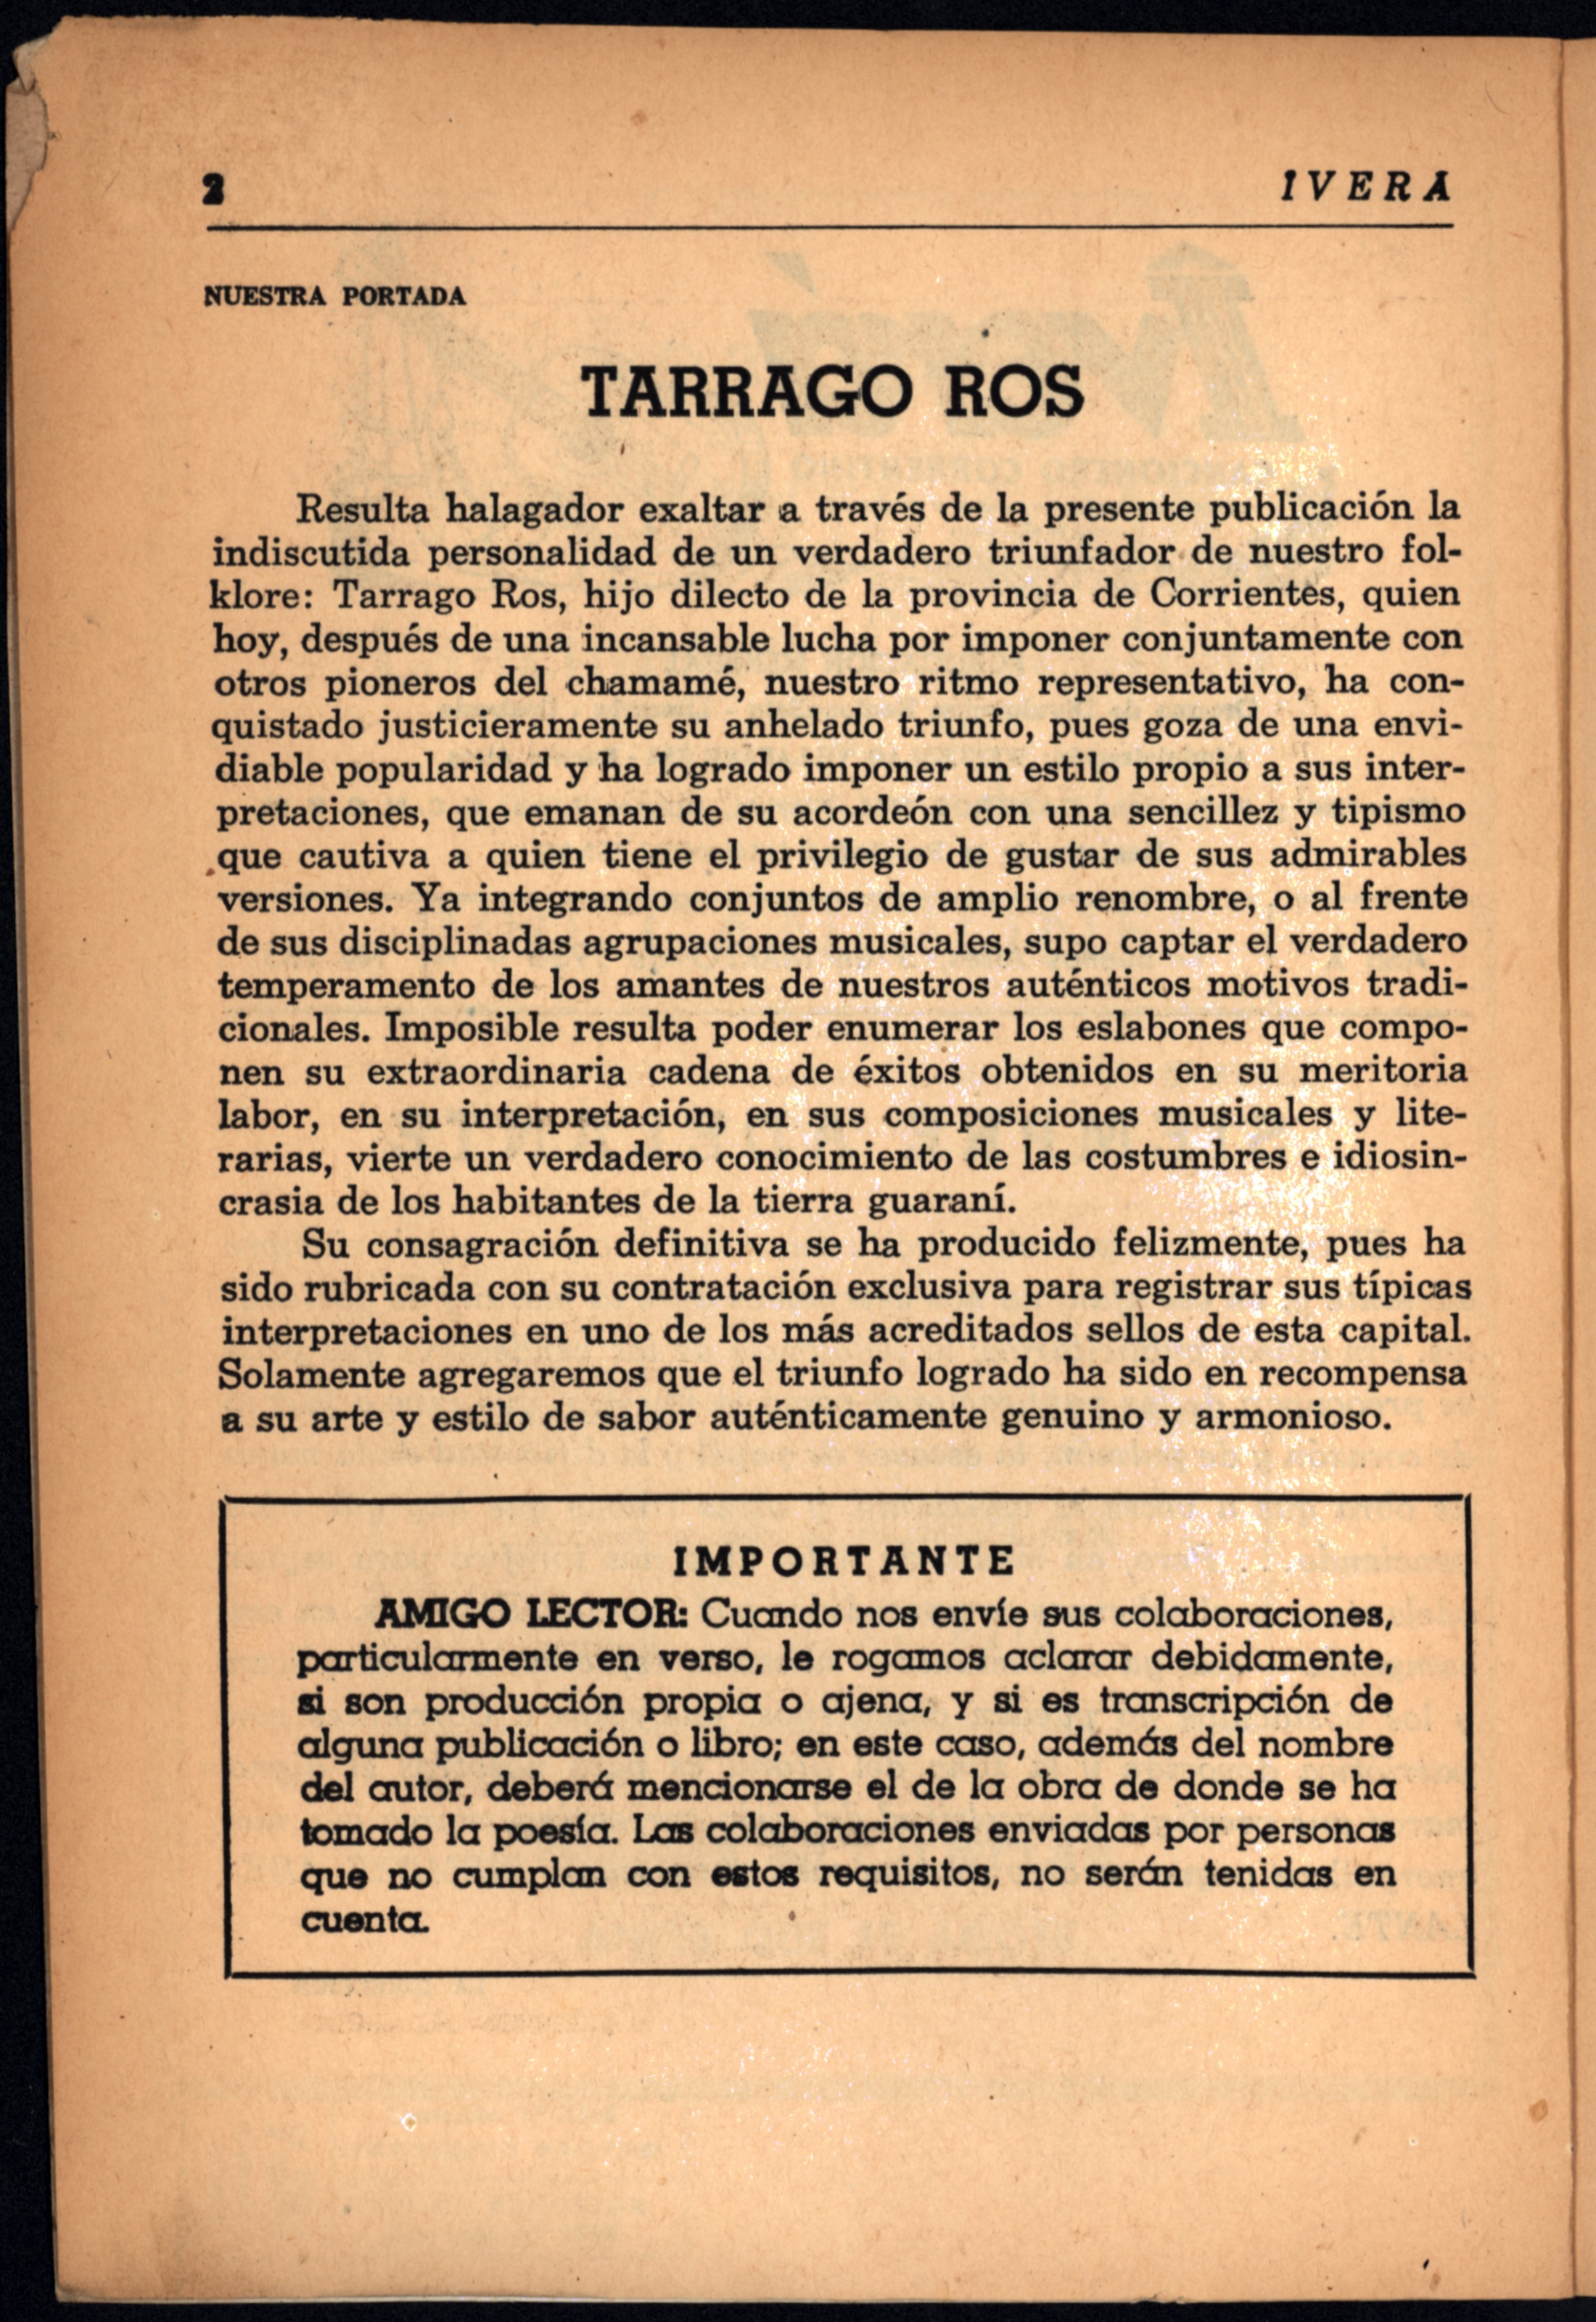 2
IVERA
NUESTRA PORTADA
TARRAGO ROS
Resulta halagador exaltar a través de la presente publicación la
indiscutida personalidad de un verdadero triunfador de nuestro fol-
klore: Tarrago Ros, hijo dilecto de la provincia de Corrientes, quien
hoy, después de una incansable lucha por imponer conjuntamente con
otros pioneros del chamamé, nuestro ritmo representativo, ha con-
quistado justicieramente su anhelado triunfo, pues goza de una envi-
diable popularidad y ha logrado imponer un estilo propio a sus inter-
pretaciones, que emanan de su acordeón con una sencillez y tipismo
que cautiva a quien tiene el privilegio de gustar de sus admirables
versiones. Ya integrando conjuntos de amplio renombre, o al frente
de sus disciplinadas agrupaciones musicales, supo captar el verdadero
temperamento de los amantes de nuestros auténticos motivos tradi-
cionales. Imposible resulta poder enumerar los eslabones que compo-
nen su extraordinaria cadena de éxitos obtenidos en su meritoria
labor, en su interpretación, en sus composiciones musicales y lite-
rarias, vierte un verdadero conocimiento de las costumbres e idiosin-
crasia de los habitantes de la tierra guaraní.
Su consagración definitiva se ha producido felizmente, pues ha
sido rubricada con su contratación exclusiva para registrar sus típicas
interpretaciones en uno de los más acreditados sellos de esta capital.
Solamente agregaremos que el triunfo logrado ha sido en recompensa
a su arte y estilo de sabor auténticamente genuino y armonioso.
IMPORTANTE
AMIGO LECTOR: Cuando nos envíe sus colaboraciones,
particularmente en verso, le rogamos aclarar debidamente,
si son producción propia o ajena, y si es transcripción de
alguna publicación o libro; en este caso, además del nombre
del autor, deberá mencionarse el de la obra de donde se ha
tomado la poesía. Las colaboraciones enviadas por personas
que no cumplan con estos requisitos, no serán tenidas en
cuenta.